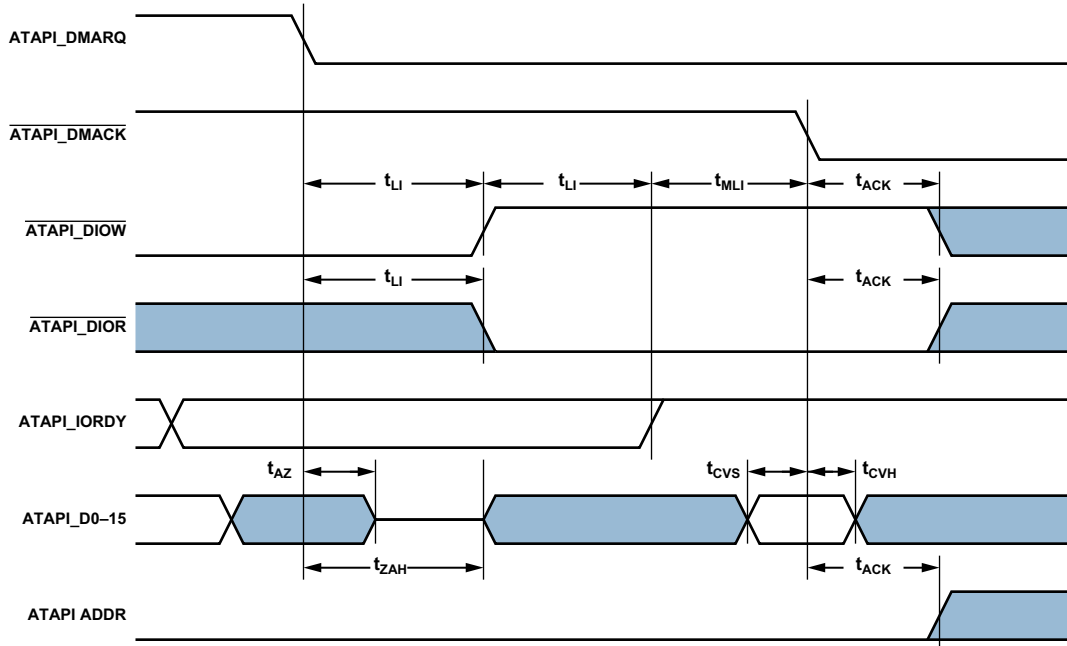 ATAPI_DMARQ
ATAPI_DMACK
tLI tLI tMLI tACK
ATAPI_DIOW
tLI tACK
ATAPI_DIOR
ATAPI_IORDY
tAZ tCVS tCVH
ATAPI_D0–15
tZAH tACK
ATAPI ADDR